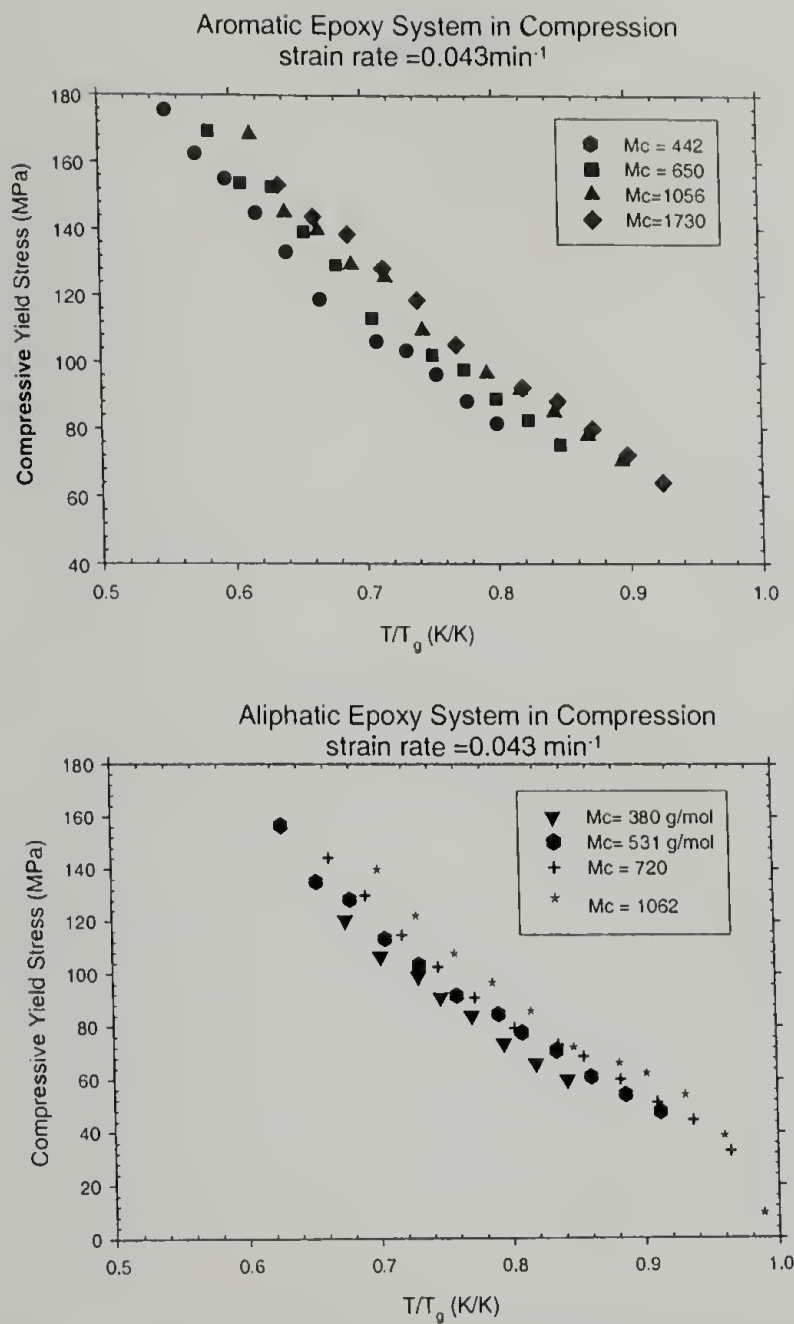 Aromatic Epoxy System in Compression
strain rate =0.043min-1
180
160
140
120
100
80
60
40
Compressive Yield Stress (MPa)
Mc = 442
Mc = 650
Mc=1056
Mc=1730
0.5 0.6 0.7 0.8 0.9 1.0
T/Tg (K/K)
Aliphatic Epoxy System in Compression
strain rate =0.043 min-1
180
160
140
120
100
80
60
40
20
0
Compressive Yield Stress (MPa)
Mc= 380 g/mol
Mc= 531 g/mol
Mc= 720
Mc = 1062
0.5 0.6 0.7 0.8 0.9 1.0
T/Tg (K/K)